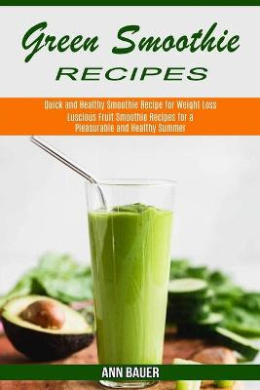 Green Smoothie
RECIPES
Quick and Healthy Smoothie Recipe for Weight Loss
Luscious Fruit Smoothie Recipes for a
Pleasurable and Healthy Summer
ANN BAUER